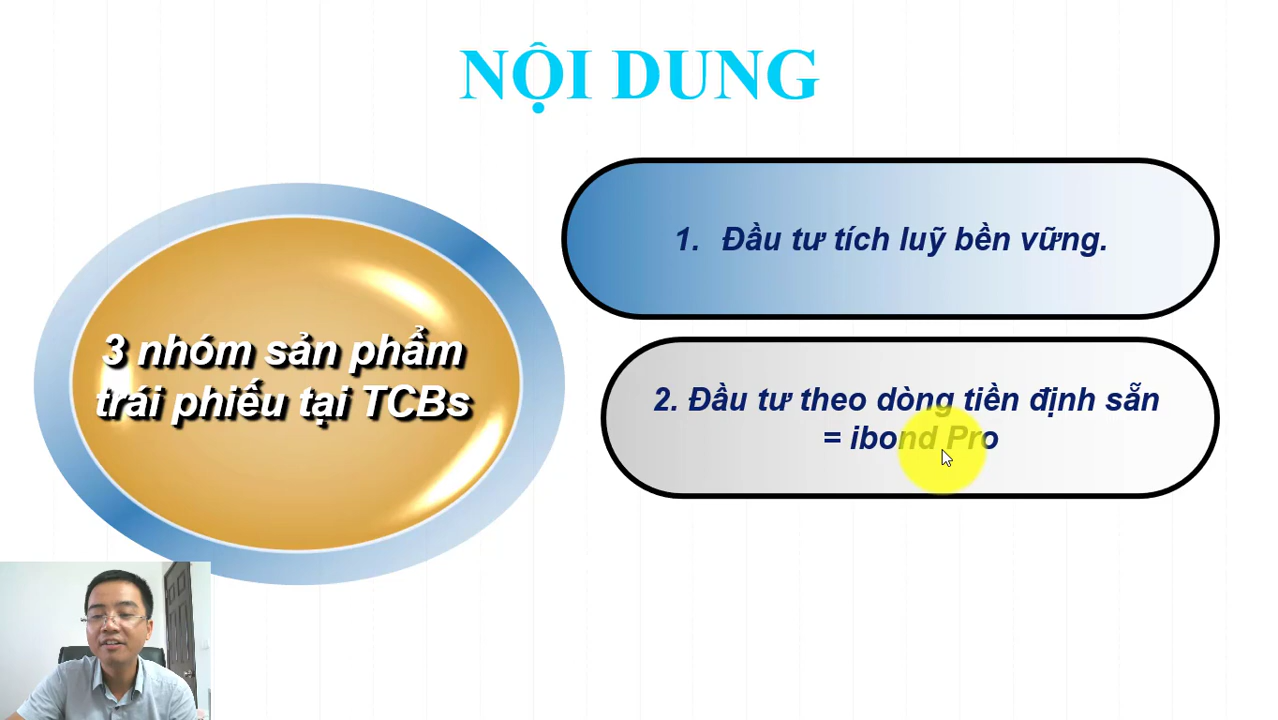 NỘI DUNG
3 nhóm sản phẩm
trái phiếu tại TCBs
1. Đầu tư tích luỹ bền vững.
2. Đầu tư theo dòng tiền định sẵn
= ibond Pro